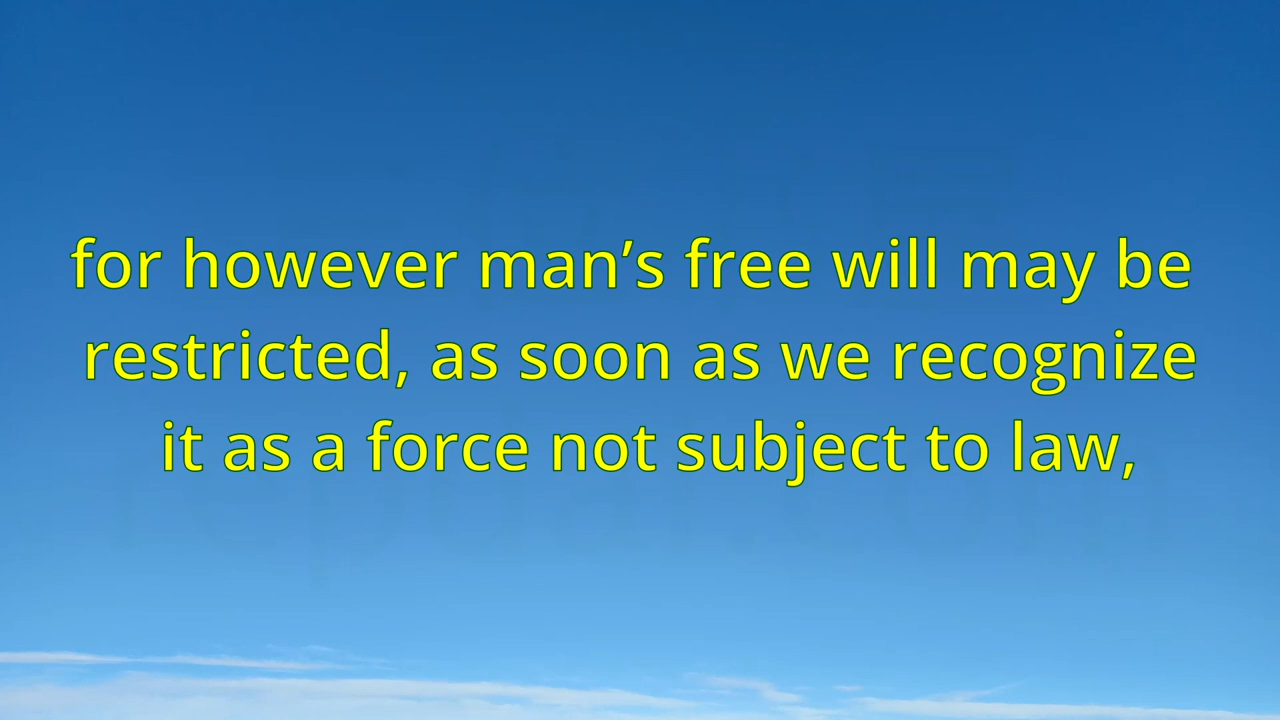 for however man’s free will may be
restricted, as soon as we recognize
it as a force not subject to law,